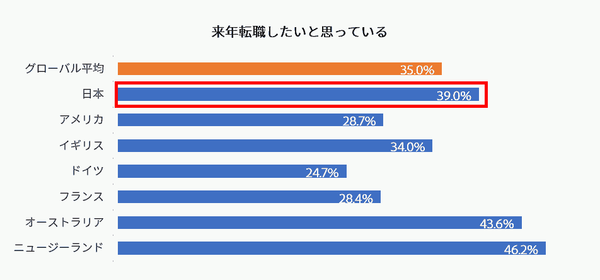 来年転職したいと思っている
グローバル平均 35.0%
日本 39.0%
アメリカ 28.7%
イギリス 34.0%
ドイツ 24.7%
フランス 28.4%
オーストラリア 43.6%
ニュージーランド 46.2%